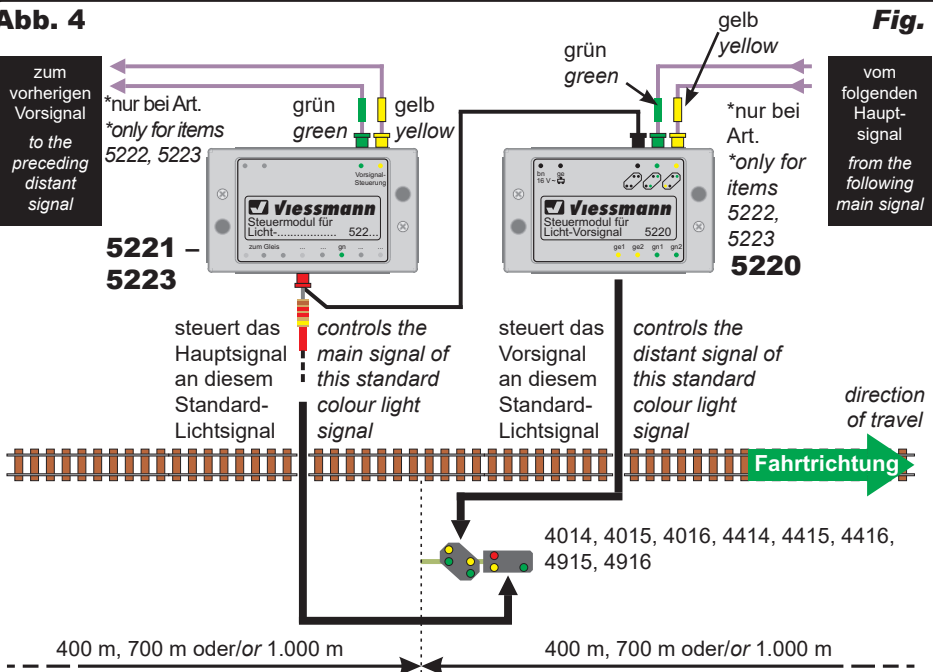 Abb. 4
Fig.
zum
vorherigen
Vorsignal
to the
preceding
distant
signal
*nur bei Art.
*only for items
5222, 5223
grün
green
gelb
yellow
grün
green
gelb
yellow
*nur bei
Art.
*only for
items
5222,
5223
5220
vom
folgenden
Haupt-
signal
from the
following
main signal
5221 –
5223
Vorsignal-
Steuerung
Viessmann
Steuermodul für
Licht-.................. 522...
zum Gleis ... ... gn ... ...
bn ge
16 V ~
Viessmann
Steuermodul für
Licht-Vorsignal 5220
ge1 ge2 gn1 gn2
steuert das
Hauptsignal
an diesem
Standard-
Lichtsignal
controls the
main signal of
this standard
colour light
signal
steuert das
Vorsignal
an diesem
Standard-
Lichtsignal
controls the
distant signal of
this standard
colour light
signal
direction
of travel
Fahrtrichtung
4014, 4015, 4016, 4414, 4415, 4416,
4915, 4916
400 m, 700 m oder/or 1.000 m
400 m, 700 m oder/or 1.000 m